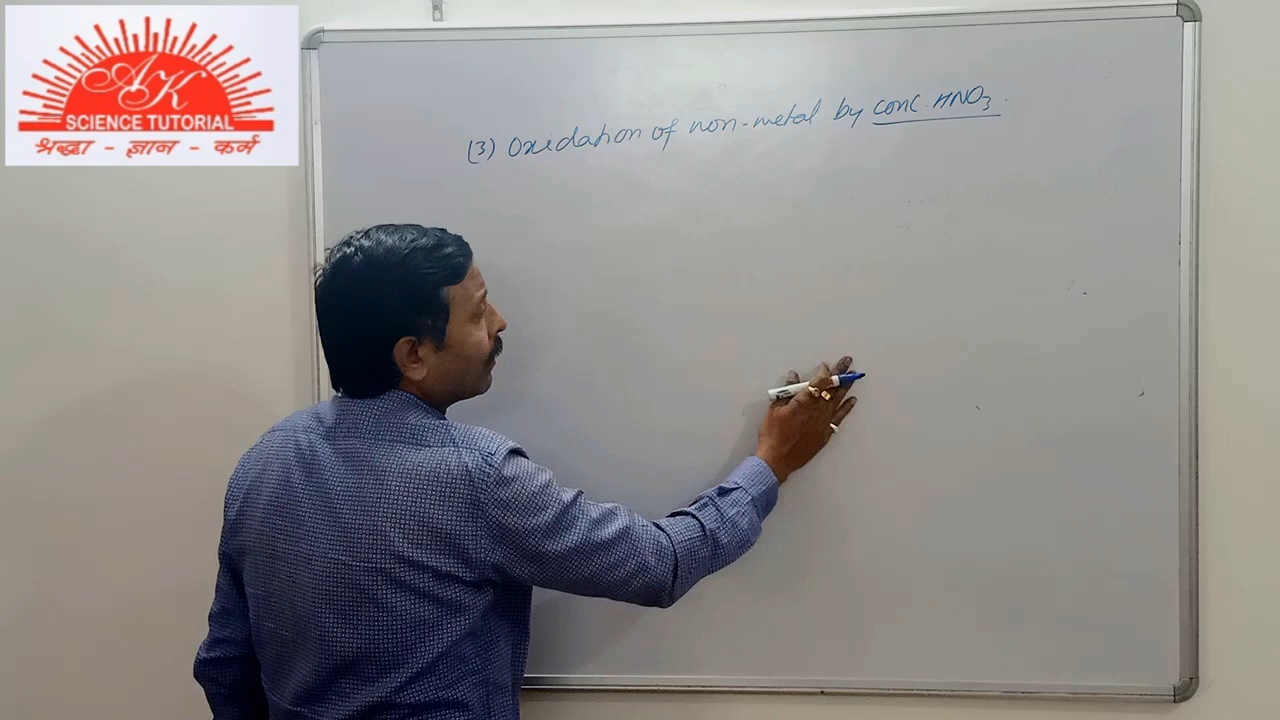 AK
SCIENCE TUTORIAL
श्रद्धा - ज्ञान - कर्म
(3) Oxidation of non-metal by conc. HNO₃.